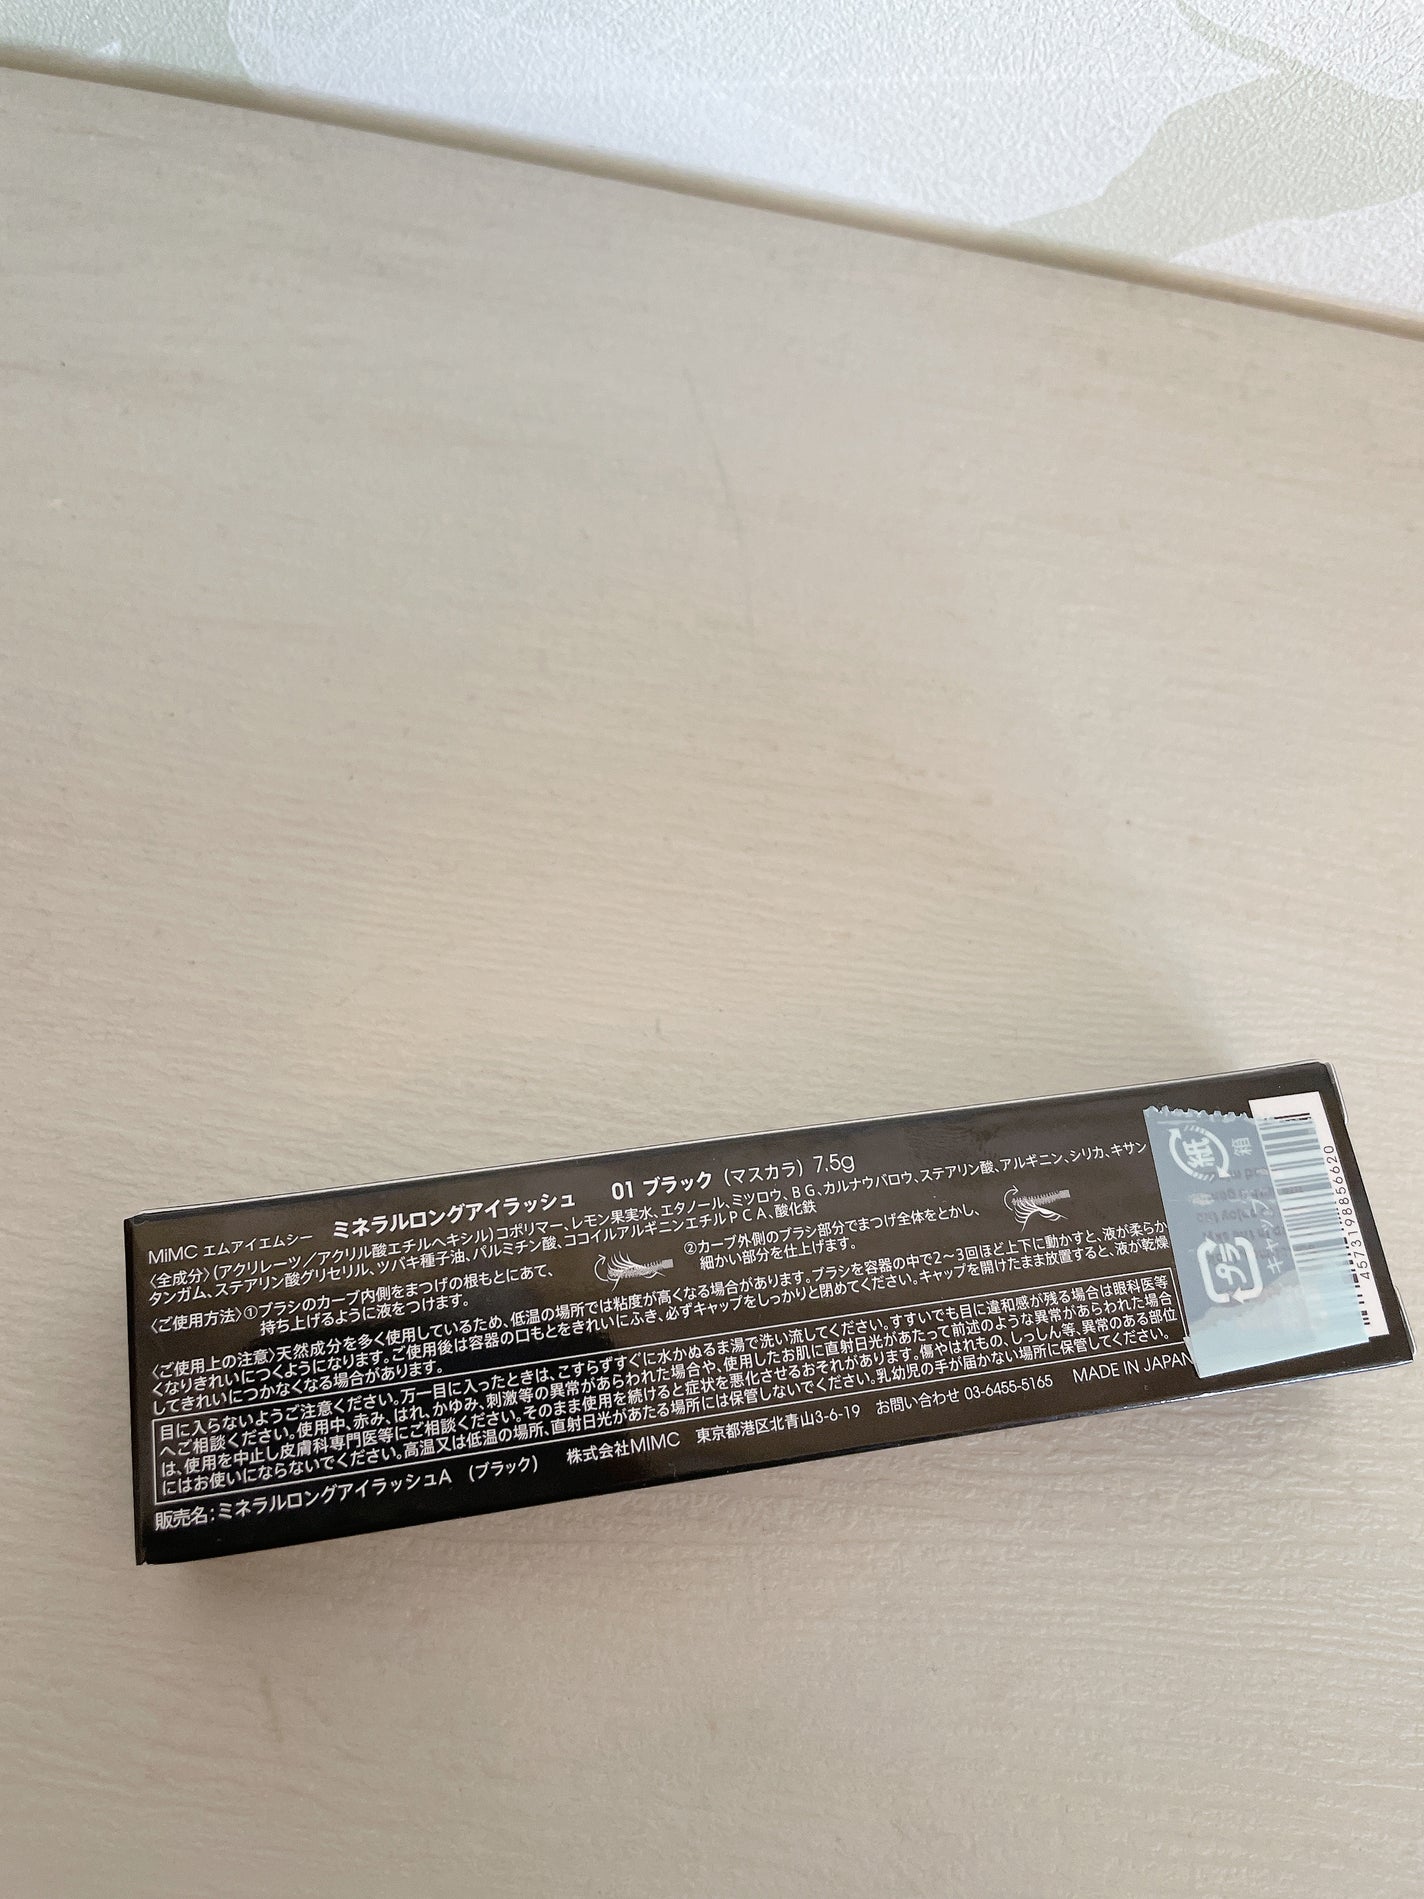 MiMC エムアイエムシー ミネラルロングアイラッシュ 01 ブラック (マスカラ) 7.5g
〈全成分〉(アクリレーツ/アクリル酸エチルヘキシル)コポリマー、レモン果実水、エタノール、ミツロウ、BG、カルナウバロウ、ステアリン酸、アルギニン、シリカ、キサン
タンガム、ステアリン酸グリセリル、ツバキ種子油、パルミチン酸、ココイルアルギニンエチルPCA、酸化鉄
〈ご使用方法〉①ブラシのカーブ内側をまつげの根もとにあて、
持ち上げるように液をつけます。
②カーブ外側のブラシ部分でまつげ全体をとかし、
細かい部分を仕上げます。
〈ご使用上の注意〉天然成分を多く使用しているため、低温の場所では粘度が高くなる場合があります。ブラシを容器の中で2〜3回ほど上下に動かすと、液が柔らか
くなりきれいにつくようになります。ご使用後は容器の口もとをきれいにふき、必ずキャップをしっかりと閉めてください。キャップを開けたまま放置すると、液が乾燥
してきれいにつかなくなる場合があります。
目に入らないようご注意ください。万一目に入ったときは、こすらずすぐに水かぬるま湯で洗い流してください。すすいでも目に違和感が残る場合は眼科医等
へご相談ください。使用中、赤み、はれ、かゆみ、刺激等の異常があらわれた場合や、使用したお肌に直射日光があたって前述のような異常があらわれた場合
は、使用を中止し皮膚科専門医等にご相談ください。そのまま使用を続けると症状を悪化させるおそれがあります。傷やはれもの、しっしん等、異常のある部位
にはお使いにならないでください。高温又は低温の場所、直射日光があたる場所には保管しないでください。乳幼児の手が届かない場所に保管してください。
販売名:ミネラルロングアイラッシュA (ブラック) 株式会社MIMC 東京都港区北青山3-6-19 お問い合わせ 03-6455-5165 MADE IN JAPAN
紙
箱
プラ
4573198585620